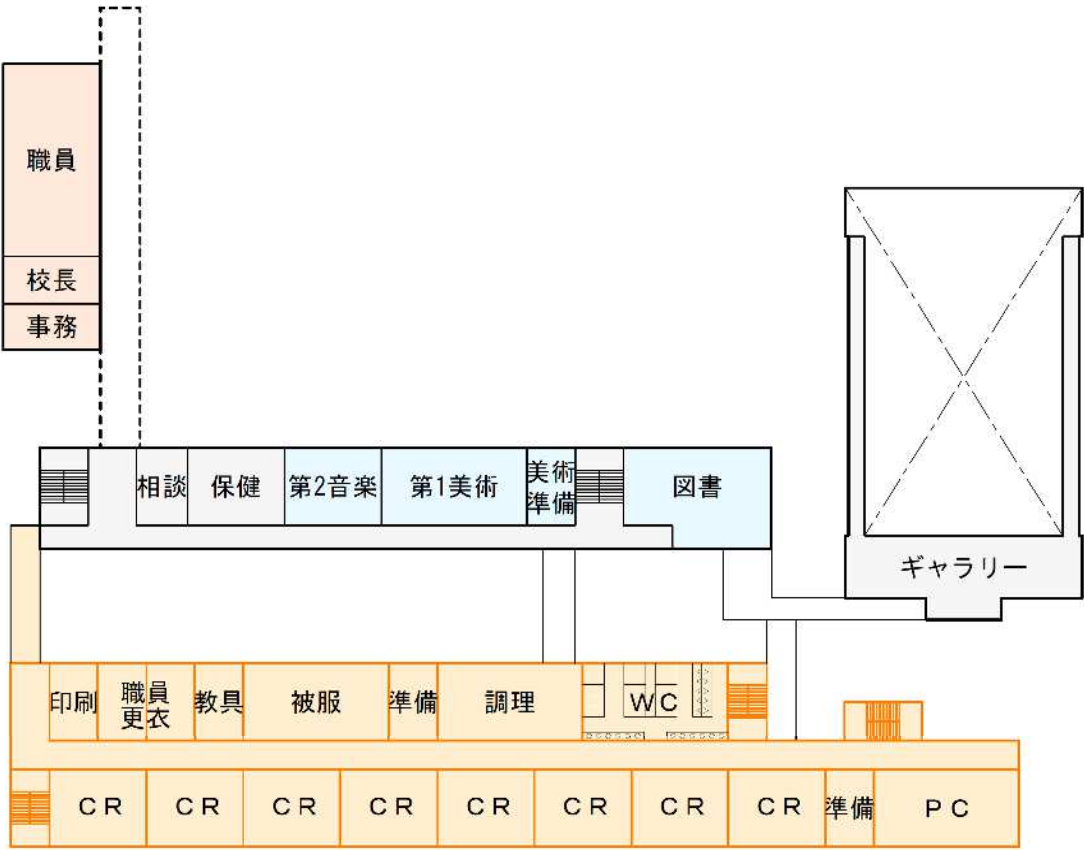 職員
校長
事務
相談
保健
第2音楽
第1美術
美術
準備
図書
ギャラリー
印刷
職員
更衣
教具
被服
準備
調理
WC
CR
CR
CR
CR
CR
CR
CR
CR
準備
PC